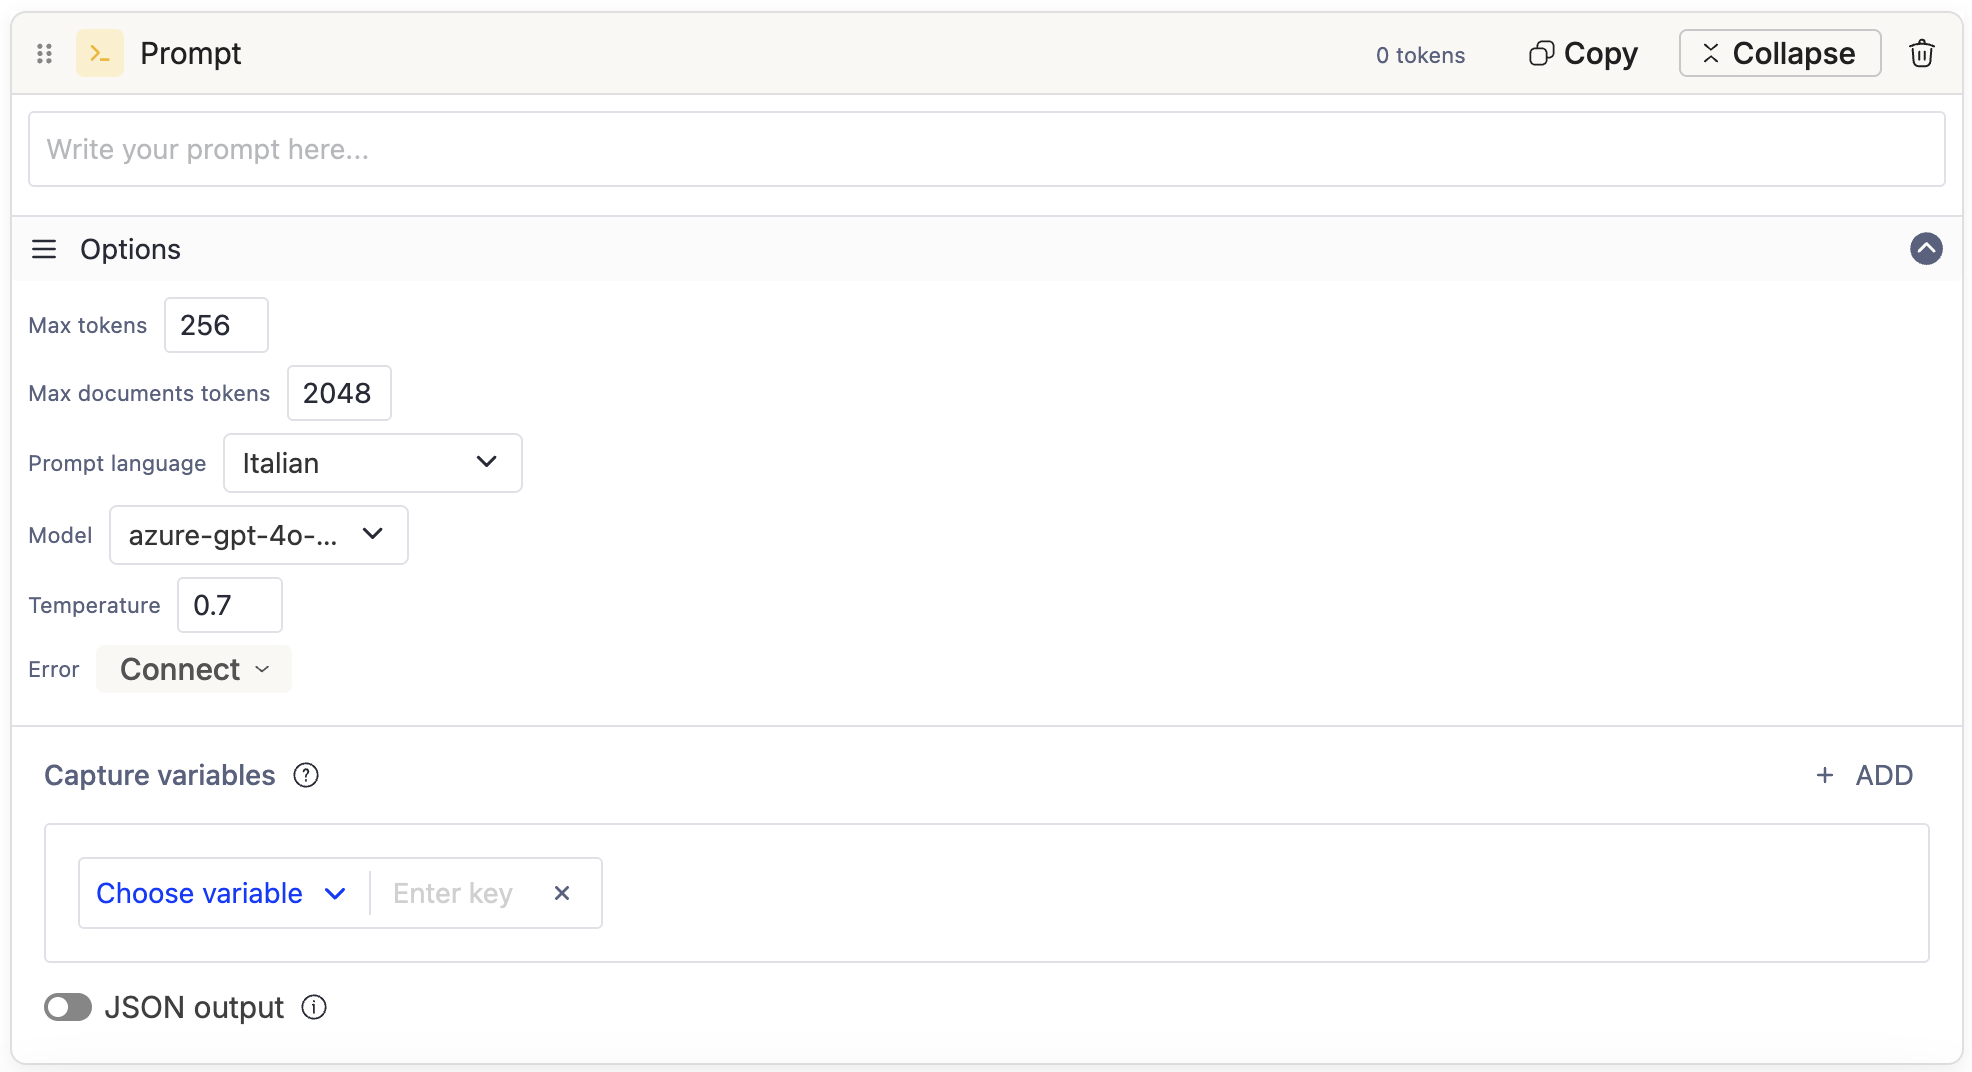 Prompt
0 tokens
Copy
Collapse
Write your prompt here...
Options
Max tokens 256
Max documents tokens 2048
Prompt language Italian
Model azure-gpt-4o-...
Temperature 0.7
Error Connect
Capture variables ?
+ ADD
Choose variable Enter key
JSON output